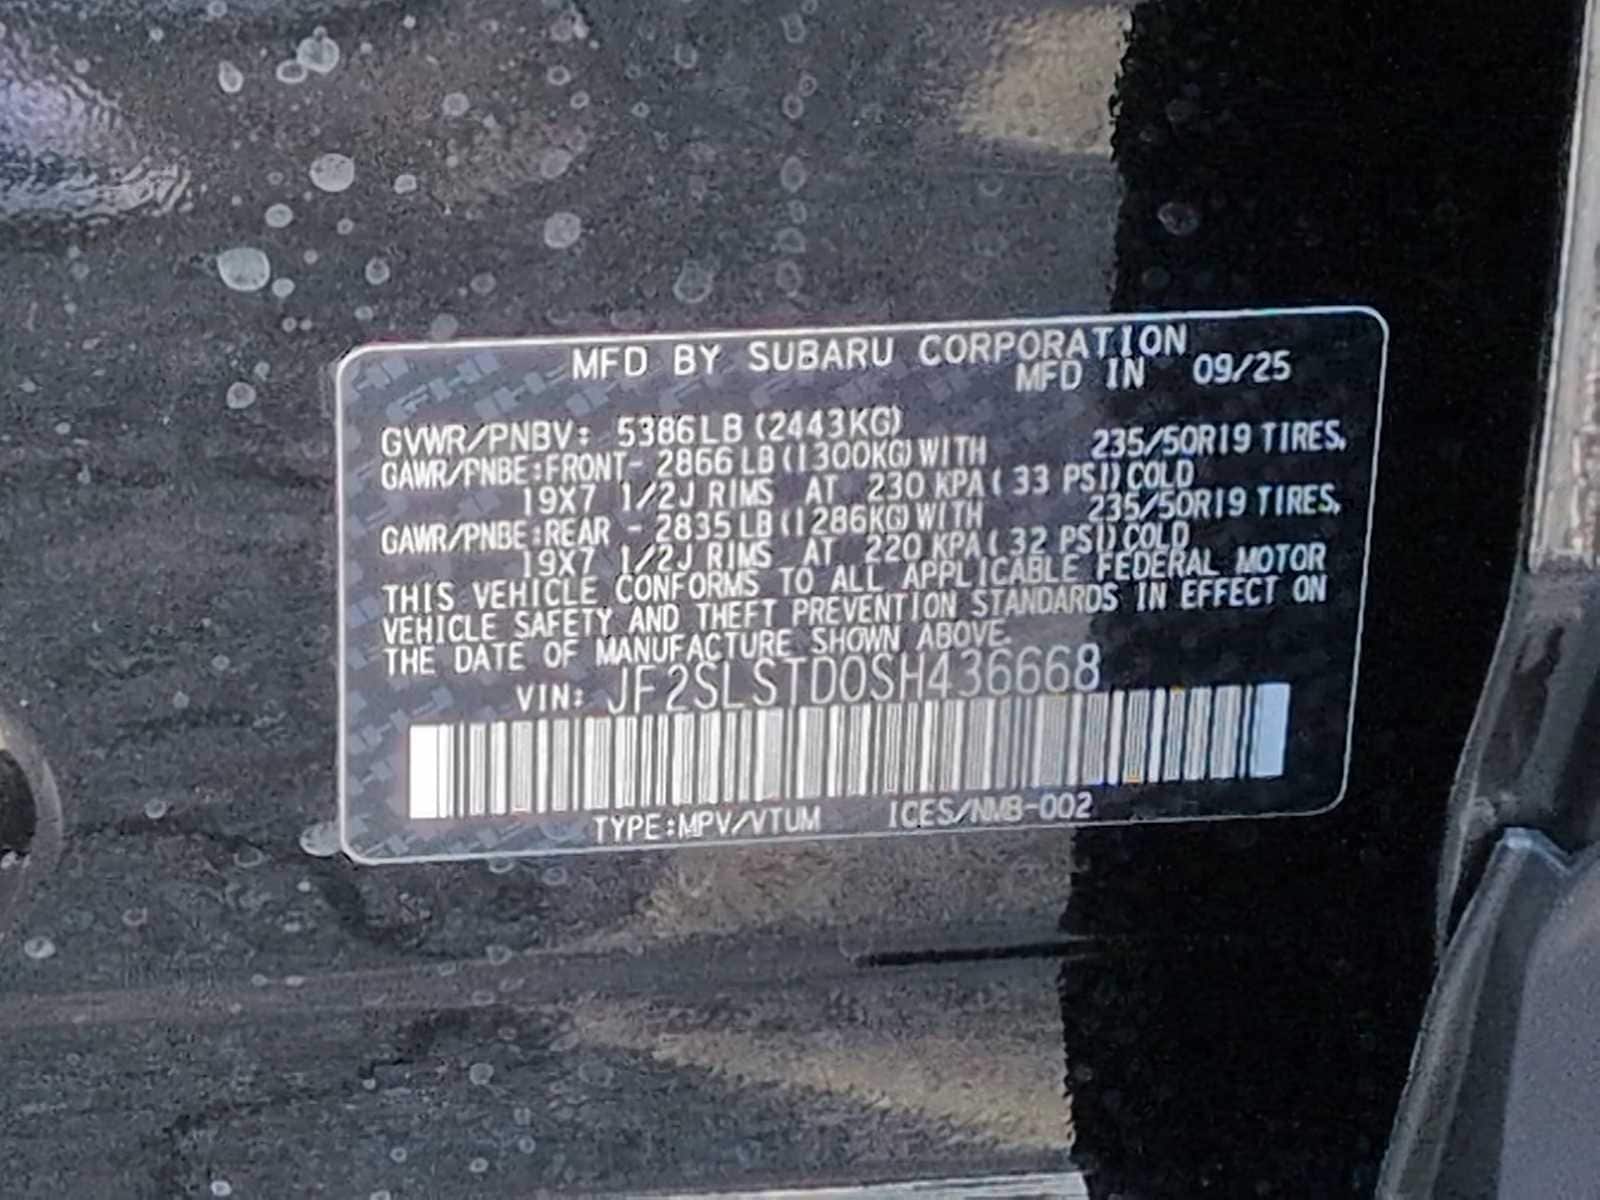 MFD BY SUBARU CORPORATION
MFD IN 09/25
GVWR/PNBV: 5386LB (2443KG)
GAWR/PNBE:FRONT- 2866LB(1300KG)WITH 235/50R19 TIRES,
19X7 1/2J RIMS AT 230 KPA( 33 PSI)COLD
GAWR/PNBE:REAR - 2835LB(1286KG)WITH 235/50R19 TIRES,
19X7 1/2J RIMS AT 220 KPA( 32 PSI)COLD
THIS VEHICLE CONFORMS TO ALL APPLICABLE FEDERAL MOTOR
VEHICLE SAFETY AND THEFT PREVENTION STANDARDS IN EFFECT ON
THE DATE OF MANUFACTURE SHOWN ABOVE.
VIN: JF2SLSTD0SH436668
TYPE:MPV/VTUM ICES/NMB-002